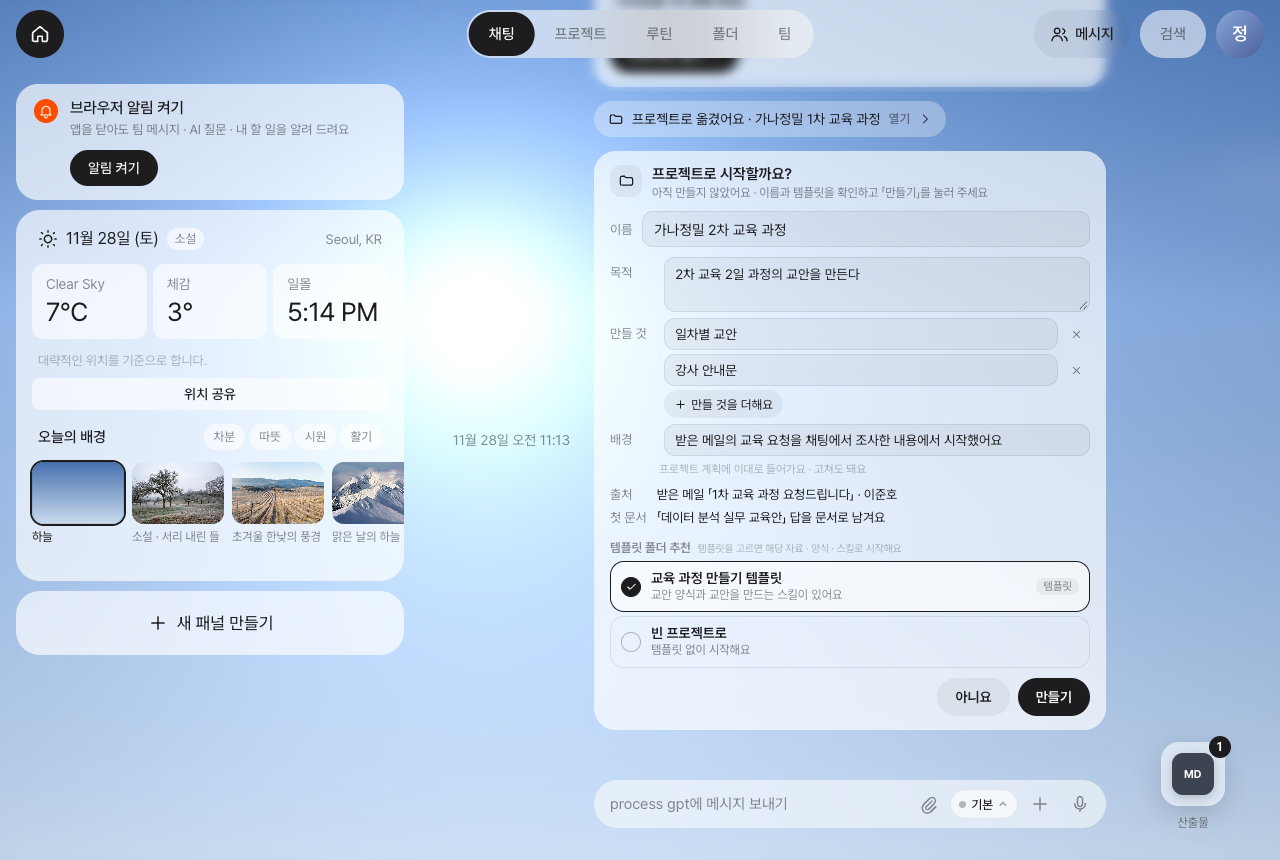 채팅
프로젝트
루틴
폴더
팀
메시지
검색
정
브라우저 알림 켜기
앱을 닫아도 팀 메시지 · AI 질문 · 내 할 일을 알려 드려요
알림 켜기
11월 28일 (토)
소설
Seoul, KR
Clear Sky
7°C
체감
3°
일몰
5:14 PM
대략적인 위치를 기준으로 합니다.
위치 공유
오늘의 배경
차분
따뜻
시원
활기
하늘
소설 · 서리 내린 들
초겨울 한낮의 풍경
맑은 날의 하늘
새 패널 만들기
11월 28일 오전 11:13
프로젝트로 옮겼어요 · 가나정밀 1차 교육 과정 열기
프로젝트로 시작할까요?
아직 만들지 않았어요 · 이름과 템플릿을 확인하고 「만들기」를 눌러 주세요
이름
가나정밀 2차 교육 과정
목적
2차 교육 2일 과정의 교안을 만든다
만들 것
일차별 교안
강사 안내문
만들 것을 더해요
배경
받은 메일의 교육 요청을 채팅에서 조사한 내용에서 시작했어요
프로젝트 계획에 이대로 들어가요 · 고쳐도 돼요
출처
받은 메일 「1차 교육 과정 요청드립니다」 · 이준호
첫 문서
「데이터 분석 실무 교육안」 답을 문서로 남겨요
템플릿 폴더 추천
템플릿을 고르면 해당 자료 · 양식 · 스킬로 시작해요
교육 과정 만들기 템플릿
교안 양식과 교안을 만드는 스킬이 있어요
템플릿
빈 프로젝트로
템플릿 없이 시작해요
아니요
만들기
process gpt에 메시지 보내기
기본
1
MD
산출물